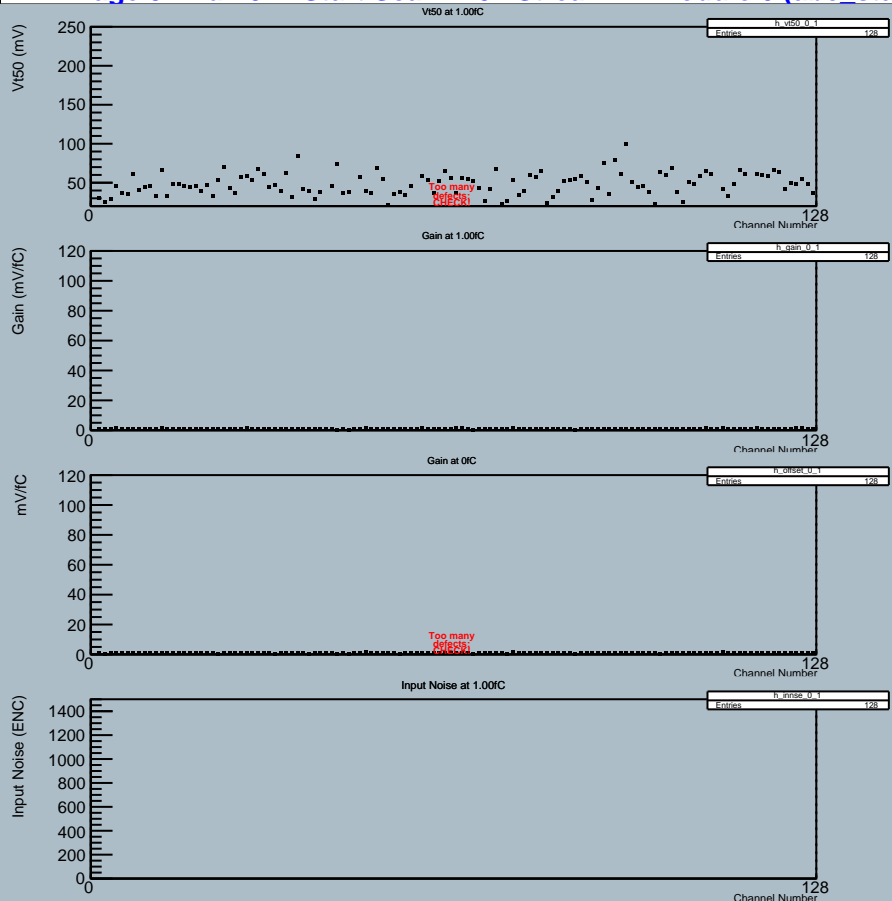 Vt50 at 1.00fC
h_vt50_0_1
Entries 128
Vt50 (mV)
250
200
150
100
50
Too many
defects:
CHECK!
0
128
Channel Number
Gain at 1.00fC
h_gain_0_1
Entries 128
Gain (mV/fC)
120
100
80
60
40
20
0
0
128
Channel Number
Gain at 0fC
h_offset_0_1
Entries 128
mV/fC
120
100
80
60
40
20
0
Too many
defects:
CHECK!
0
128
Channel Number
Input Noise at 1.00fC
h_innse_0_1
Entries 128
Input Noise (ENC)
1400
1200
1000
800
600
400
200
0
0
128
Channel Number